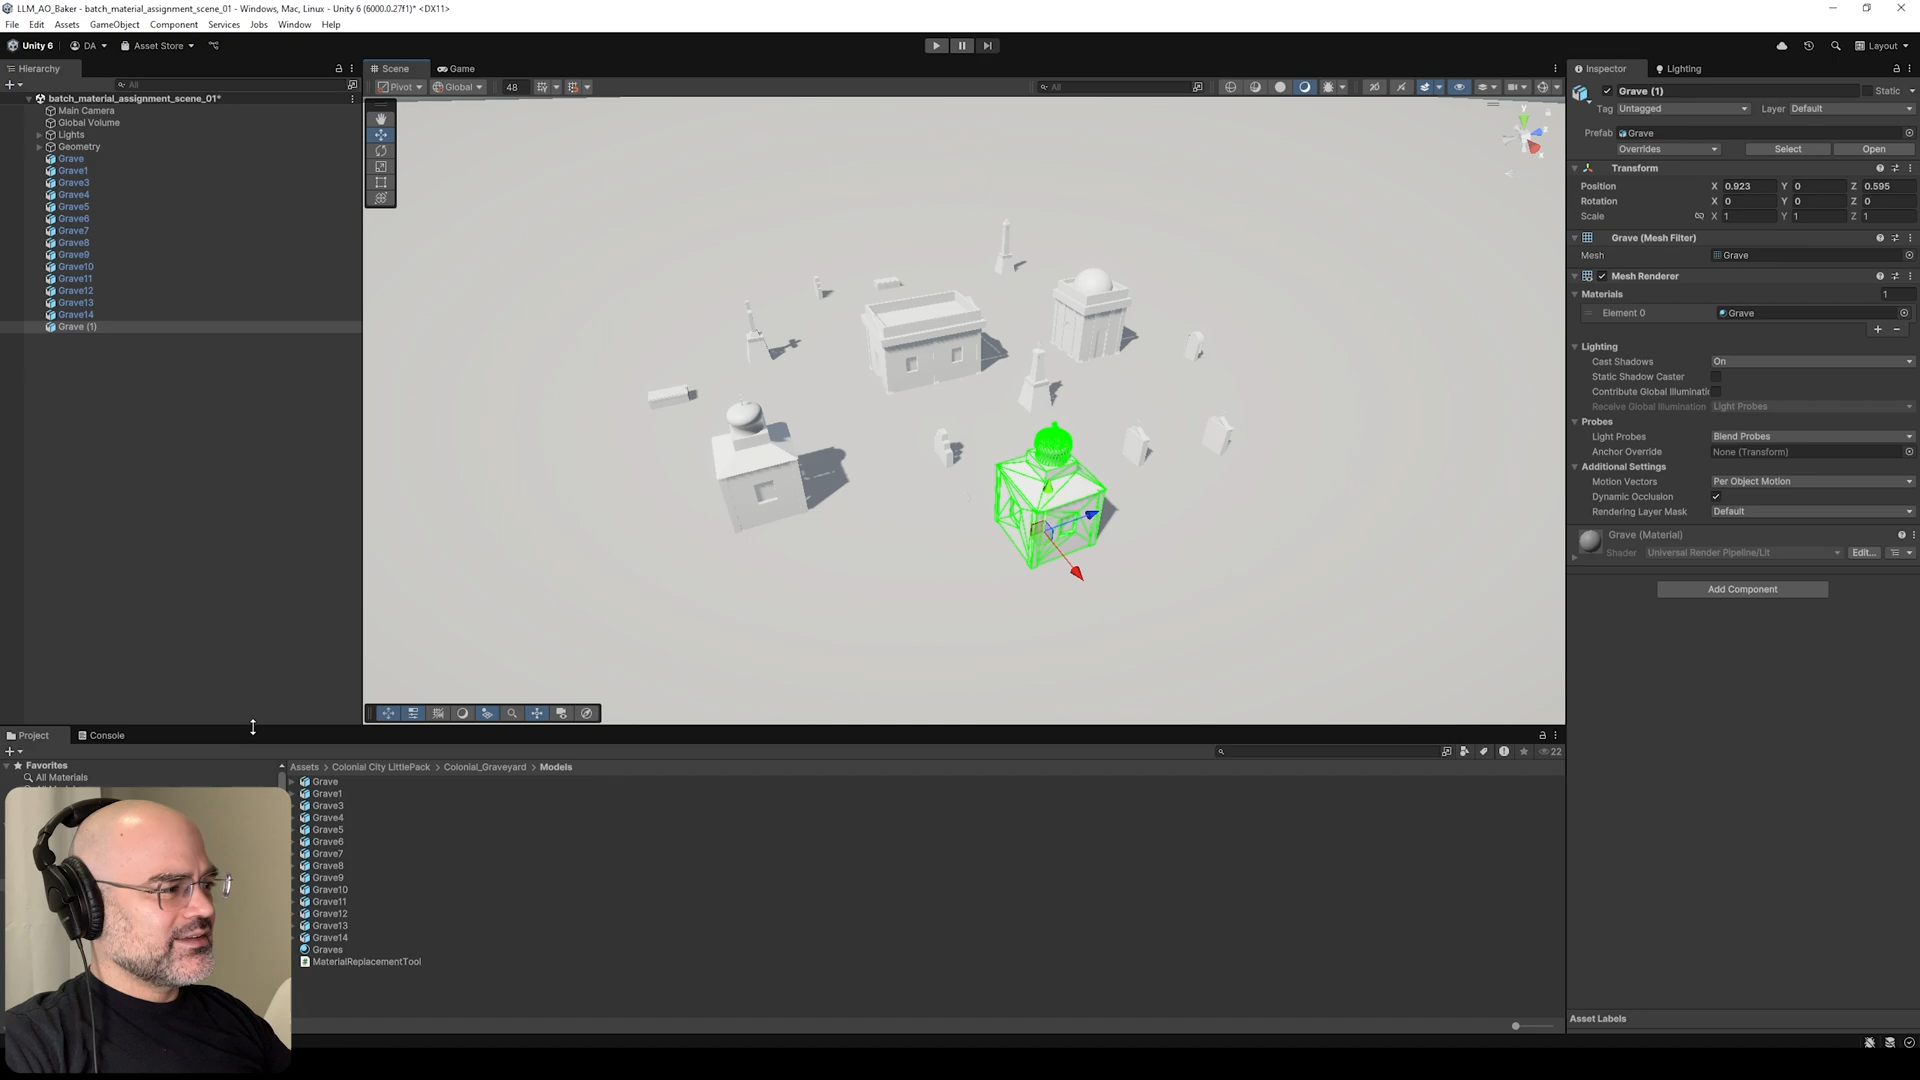 LLM_AO_Baker - batch_material_assignment_scene_01 - Windows, Mac, Linux - Unity 6 (6000.0.27f1)* <DX11>
File Edit Assets GameObject Component Services Jobs Window Help
Unity 6 DA Asset Store Layout
Hierarchy
All
batch_material_assignment_scene_01*
Main Camera
Global Volume
Lights
Geometry
Grave
Grave1
Grave3
Grave4
Grave5
Grave6
Grave7
Grave8
Grave9
Grave10
Grave11
Grave12
Grave13
Grave14
Grave (1)
Scene Game
Pivot Global 48 All
Inspector Lighting
Grave (1) Static
Tag Untagged Layer Default
Prefab Grave
Overrides Select Open
Transform
Position X 0.923 Y 0 Z 0.595
Rotation X 0 Y 0 Z 0
Scale X 1 Y 1 Z 1
Grave (Mesh Filter)
Mesh Grave
Mesh Renderer
Materials 1
Element 0 Grave
Lighting
Cast Shadows On
Static Shadow Caster
Contribute Global Illuminati
Receive Global Illumination Light Probes
Probes
Light Probes Blend Probes
Anchor Override None (Transform)
Additional Settings
Motion Vectors Per Object Motion
Dynamic Occlusion
Rendering Layer Mask Default
Grave (Material)
Shader Universal Render Pipeline/Lit Edit...
Add Component
Asset Labels
Project Console
22
Favorites
All Materials
Assets > Colonial City LittlePack > Colonial_Graveyard > Models
Grave
Grave1
Grave3
Grave4
Grave5
Grave6
Grave7
Grave8
Grave9
Grave10
Grave11
Grave12
Grave13
Grave14
Graves
MaterialReplacementTool